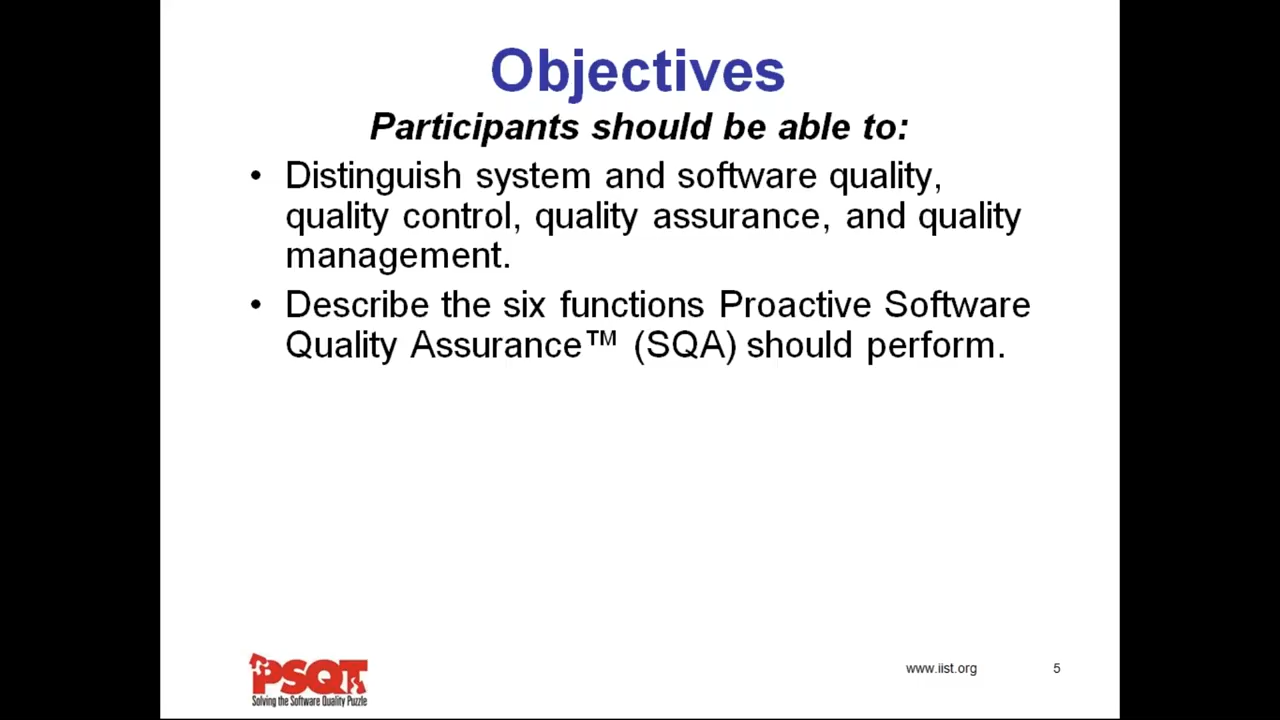 Objectives
Participants should be able to:
• Distinguish system and software quality,
quality control, quality assurance, and quality
management.
• Describe the six functions Proactive Software
Quality Assurance™ (SQA) should perform.
PSQT
Solving the Software Quality Puzzle
www.iist.org
5